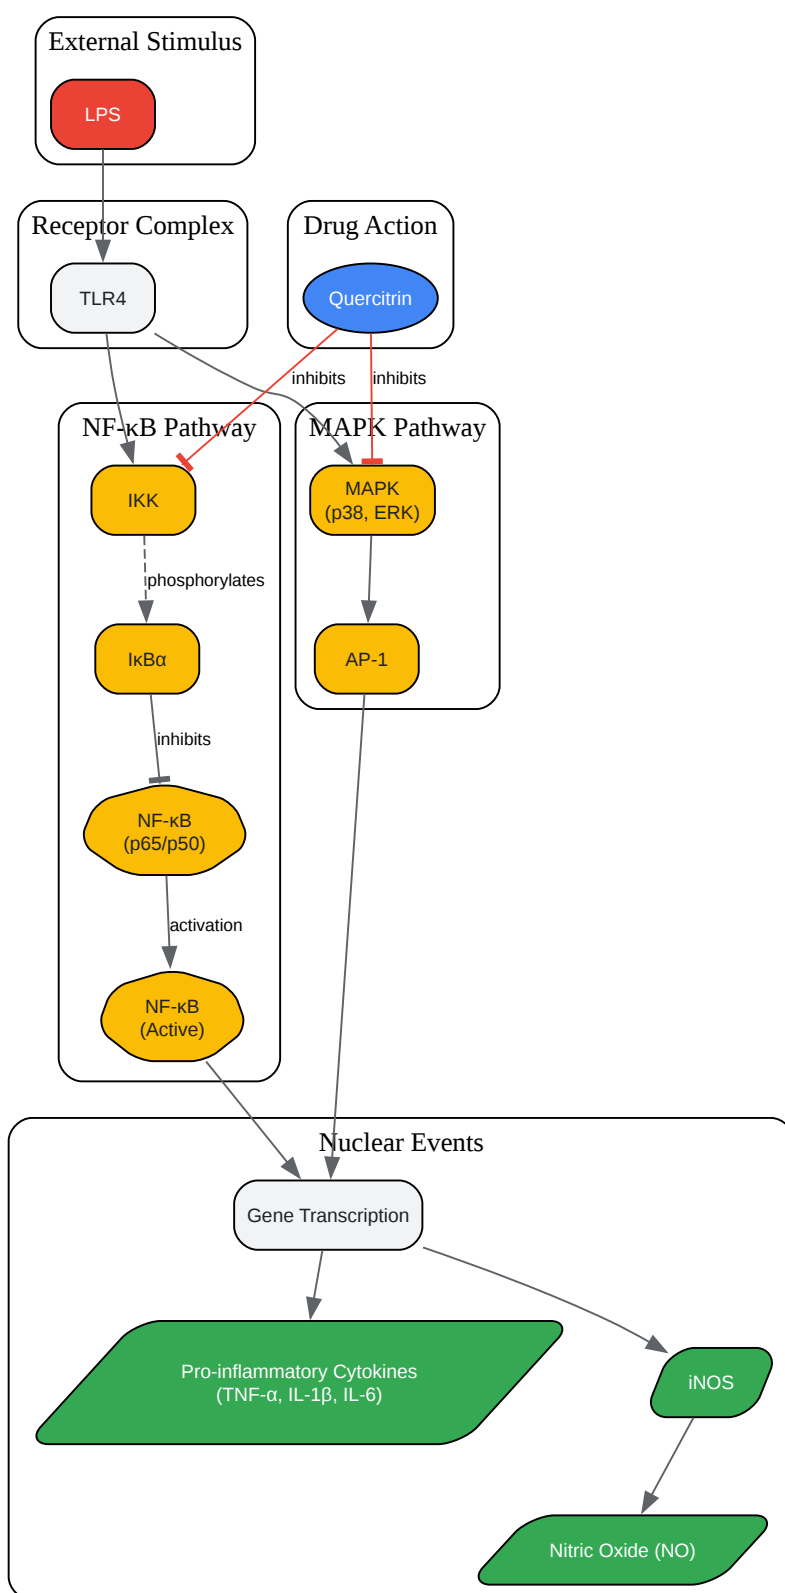 External Stimulus
LPS
Receptor Complex
TLR4
Drug Action
Quercitrin
inhibits
inhibits
NF-κB Pathway
IKK
phosphorylates
IκBα
inhibits
NF-κB
(p65/p50)
activation
NF-κB
(Active)
MAPK Pathway
MAPK
(p38, ERK)
AP-1
Nuclear Events
Gene Transcription
Pro-inflammatory Cytokines
(TNF-α, IL-1β, IL-6)
iNOS
Nitric Oxide (NO)